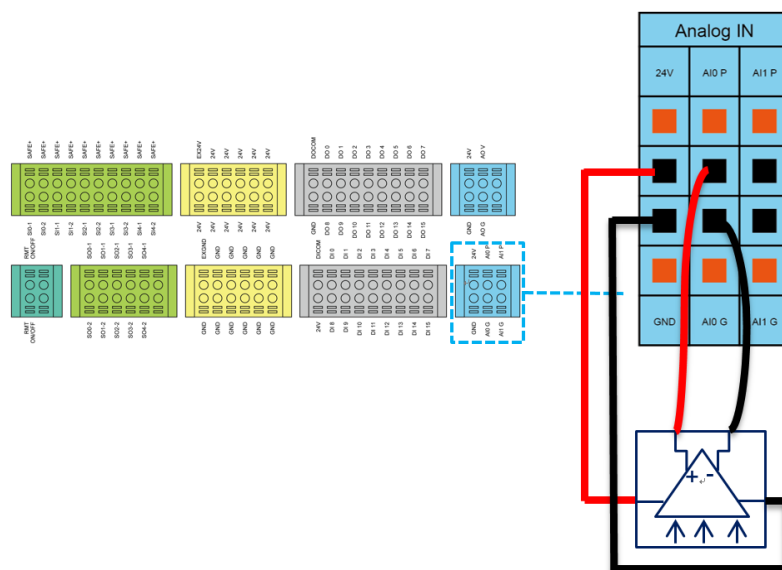 Analog IN
24V AI0 P AI1 P
GND AI0 G AI1 G
SAFE+ SAFE+ SAFE+ SAFE+ SAFE+ SAFE+ SAFE+ SAFE+ SAFE+ SAFE+
SI0-1 SI0-2 SI1-1 SI1-2 SI2-1 SI2-2 SI3-1 SI3-2 SI4-1 SI4-2
EX24V 24V 24V 24V 24V 24V
24V 24V 24V 24V 24V 24V
DOCOM DO 0 DO 1 DO 2 DO 3 DO 4 DO 5 DO 6 DO 7
GND DO 8 DO 9 DO 10 DO 11 DO 12 DO 13 DO 14 DO 15
24V AO V
GND AO G
RMT
ON/OFF
RMT
ON/OFF
SO0-1 SO1-1 SO2-1 SO3-1 SO4-1
SO0-2 SO1-2 SO2-2 SO3-2 SO4-2
EXGND GND GND GND GND GND
GND GND GND GND GND GND
DICOM DI 0 DI 1 DI 2 DI 3 DI 4 DI 5 DI 6 DI 7
24V DI 8 DI 9 DI 10 DI 11 DI 12 DI 13 DI 14 DI 15
24V AI0 P AI1 P
GND AI0 G AI1 G
+ -